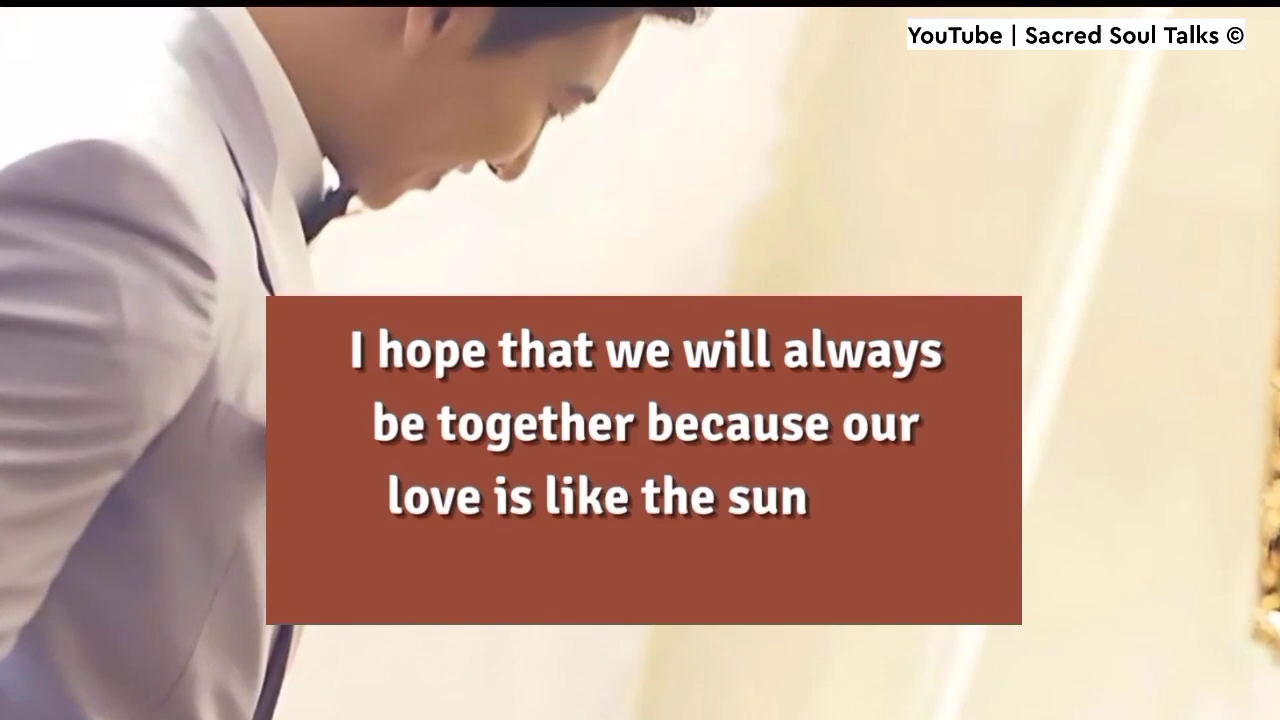 YouTube | Sacred Soul Talks ©
I hope that we will always
be together because our
love is like the sun